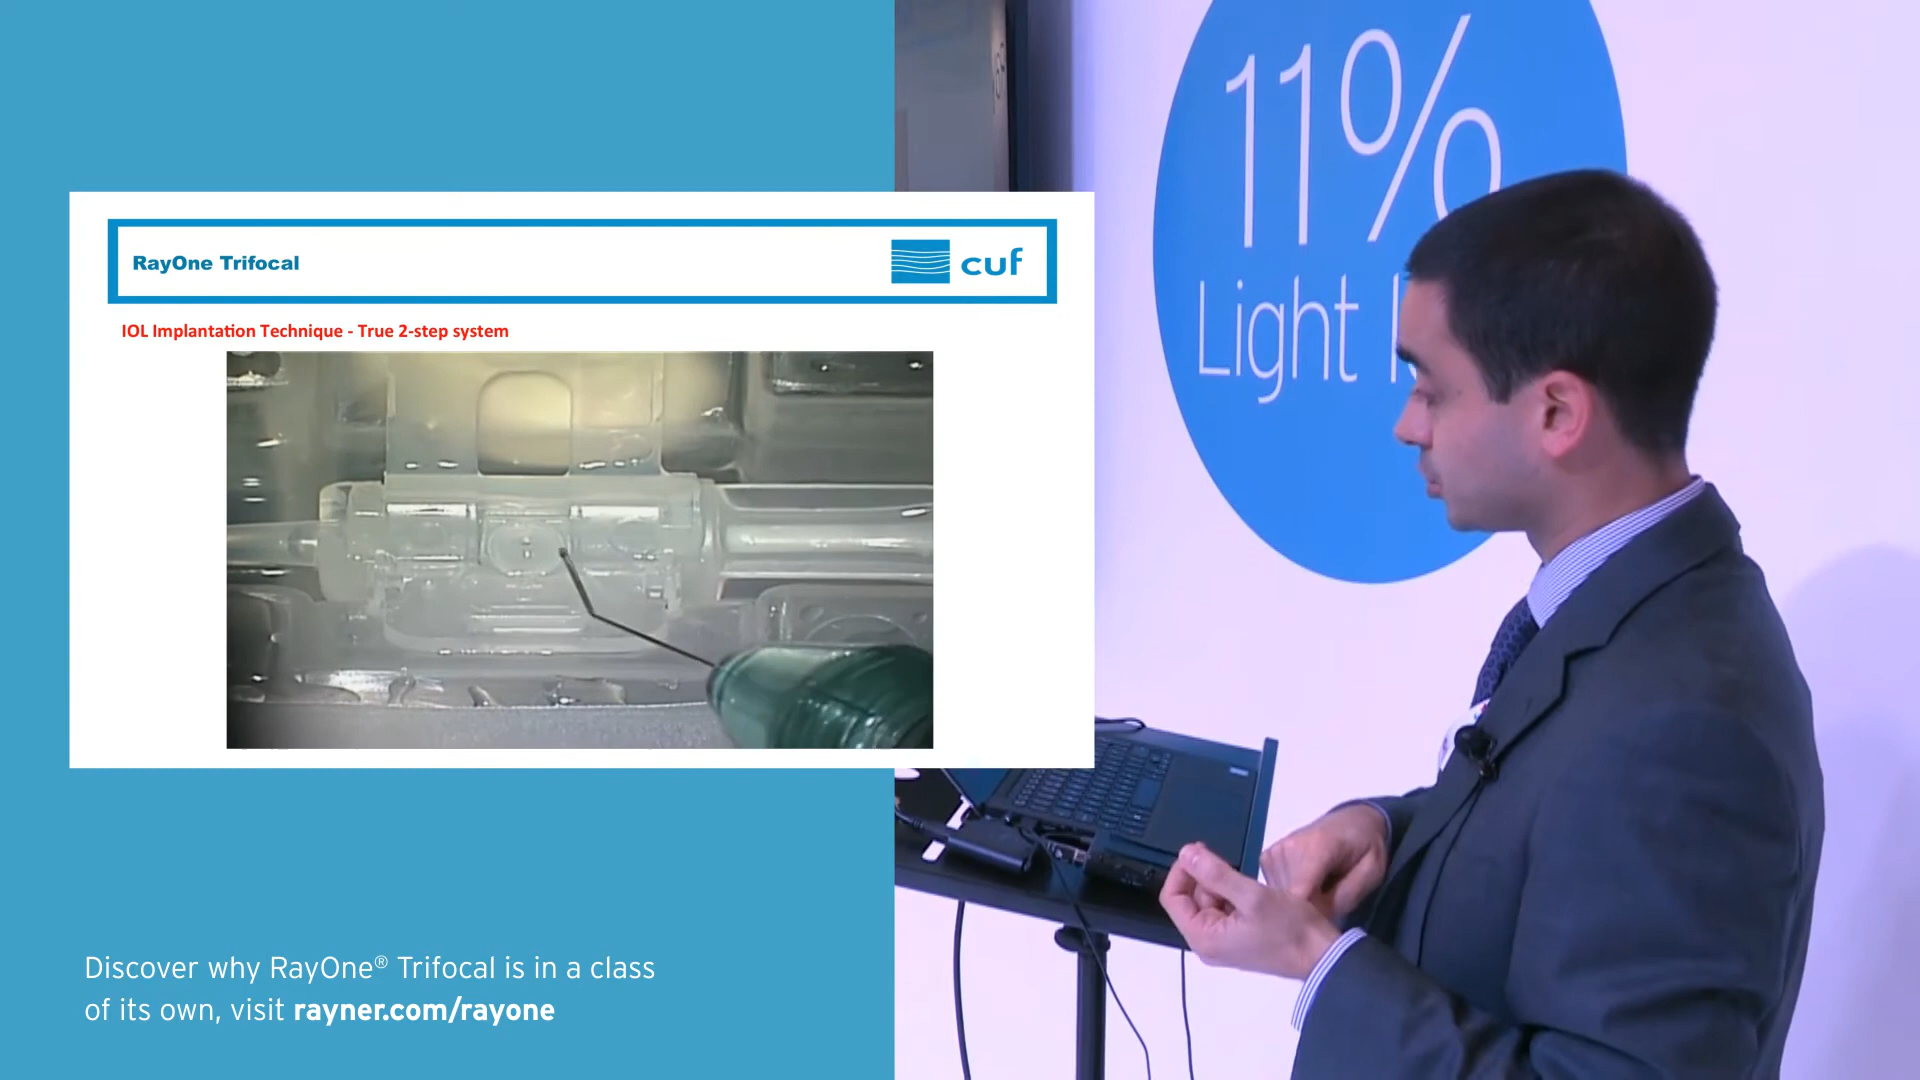 RayOne Trifocal
cuf
IOL Implantation Technique - True 2-step system
11%
Light
Discover why RayOne® Trifocal is in a class
of its own, visit rayner.com/rayone